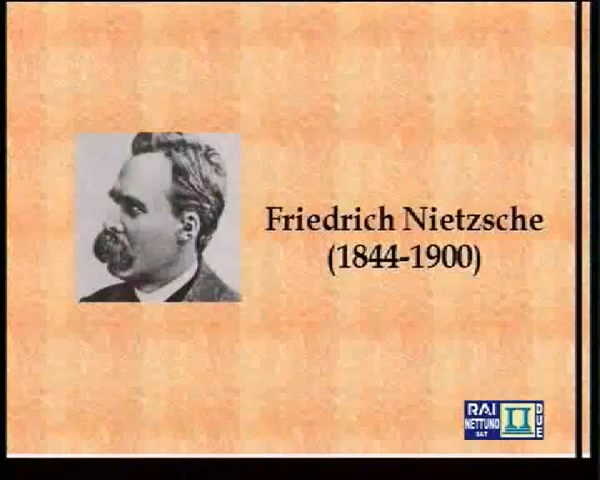 Friedrich Nietzsche
(1844-1900)
RAI
NETTUNO
SAT
DUE